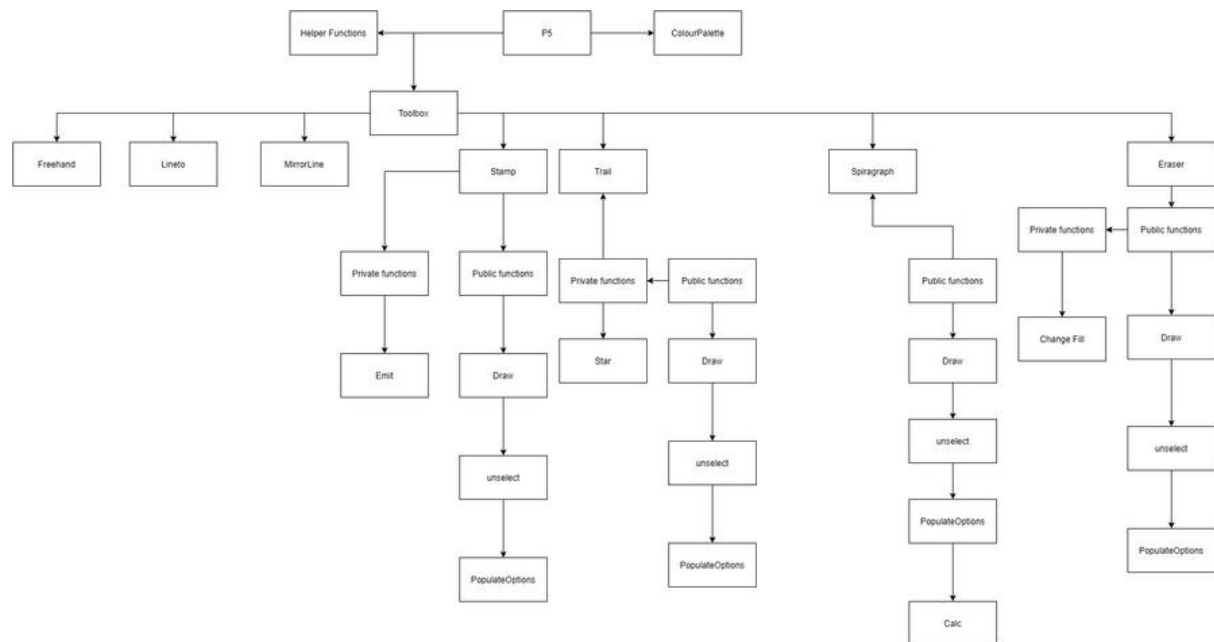 Helper Functions
P5
ColourPalette
Toolbox
Freehand
Lineto
MirrorLine
Stamp
Trail
Spiragraph
Eraser
Private functions
Public functions
Private functions
Public functions
Private functions
Public functions
Public functions
Emit
Draw
Star
Draw
Draw
Change Fill
Draw
unselect
unselect
unselect
unselect
PopulateOptions
PopulateOptions
PopulateOptions
PopulateOptions
Calc